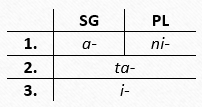 SG PL
1. a- ni-
2. ta-
3. i-